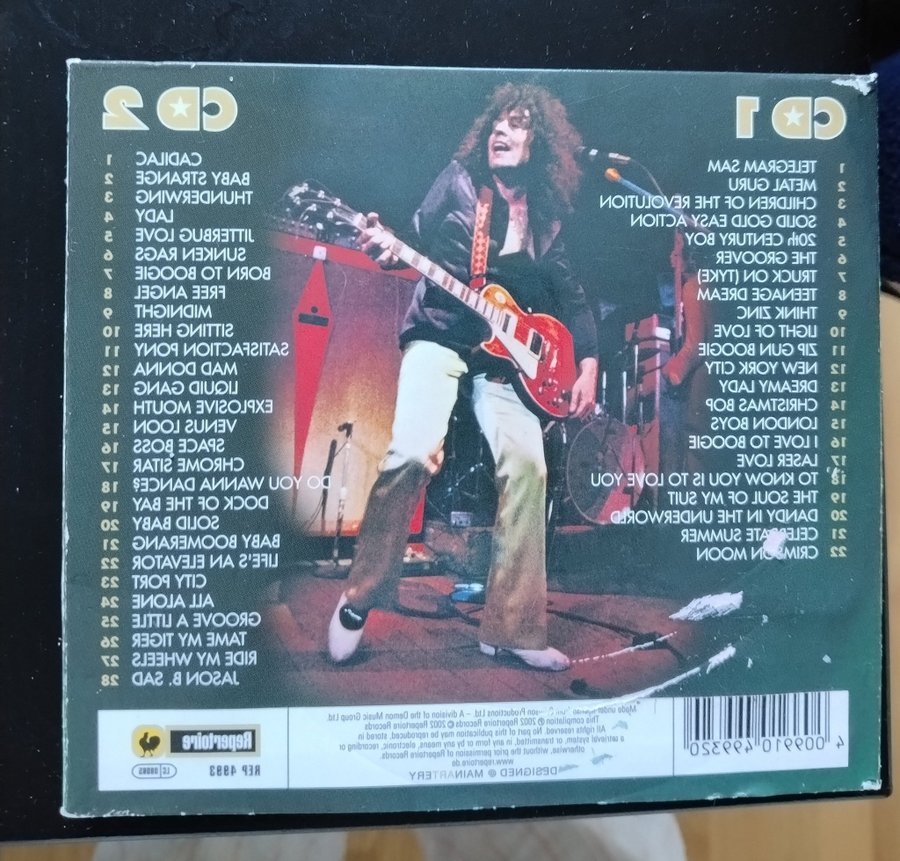 CD 1
1 TELEGRAM SAM
2 METAL GURU
3 CHILDREN OF THE REVOLUTION
4 SOLID GOLD EASY ACTION
5 20th CENTURY BOY
6 THE GROOVER
7 TRUCK ON (TYKE)
8 TEENAGE DREAM
9 THINK ZINC
10 LIGHT OF LOVE
11 ZIP GUN BOOGIE
12 NEW YORK CITY
13 DREAMY LADY
14 CHRISTMAS BOP
15 LONDON BOYS
16 I LOVE TO BOOGIE
17 LASER LOVE
18 TO KNOW YOU IS TO LOVE YOU
19 THE SOUL OF MY SUIT
20 DANDY IN THE UNDERWORLD
21 CELEBRATE SUMMER
22 CRIMSON MOON
CD 2
1 CADILAC
2 BABY STRANGE
3 THUNDERWING
4 LADY
5 JITTERBUG LOVE
6 SUNKEN RAGS
7 BORN TO BOOGIE
8 FREE ANGEL
9 MIDNIGHT
10 SITTING HERE
11 SATISFACTION PONY
12 MAD DONNA
13 LIQUID GANG
14 EXPLOSIVE MOUTH
15 VENUS LOON
16 SPACE BOSS
17 CHROME SITAR
18 DO YOU WANNA DANCE?
19 DOCK OF THE BAY
20 SOLID BABY
21 BABY BOOMERANG
22 LIFE'S AN ELEVATOR
23 CITY PORT
24 ALL ALONE
25 GROOVE A LITTLE
26 TAME MY TIGER
27 RIDE MY WHEELS
28 JASON B. SAD
4 009910 499320
Made under Productions Ltd. – A division of the Demon Music Group Ltd.
This compilation ℗ 2002 Repertoire Records © 2002 Repertoire Records
All rights reserved. No part of this publication may be reproduced, stored in
a retrieval system, or transmitted, in any form or by any means, electronic, recording or
otherwise, without the prior permission of Repertoire Records.
www.repertoire.de
DESIGNED @ MAINARTERY
Repertoire
REP 4993
LC 08065